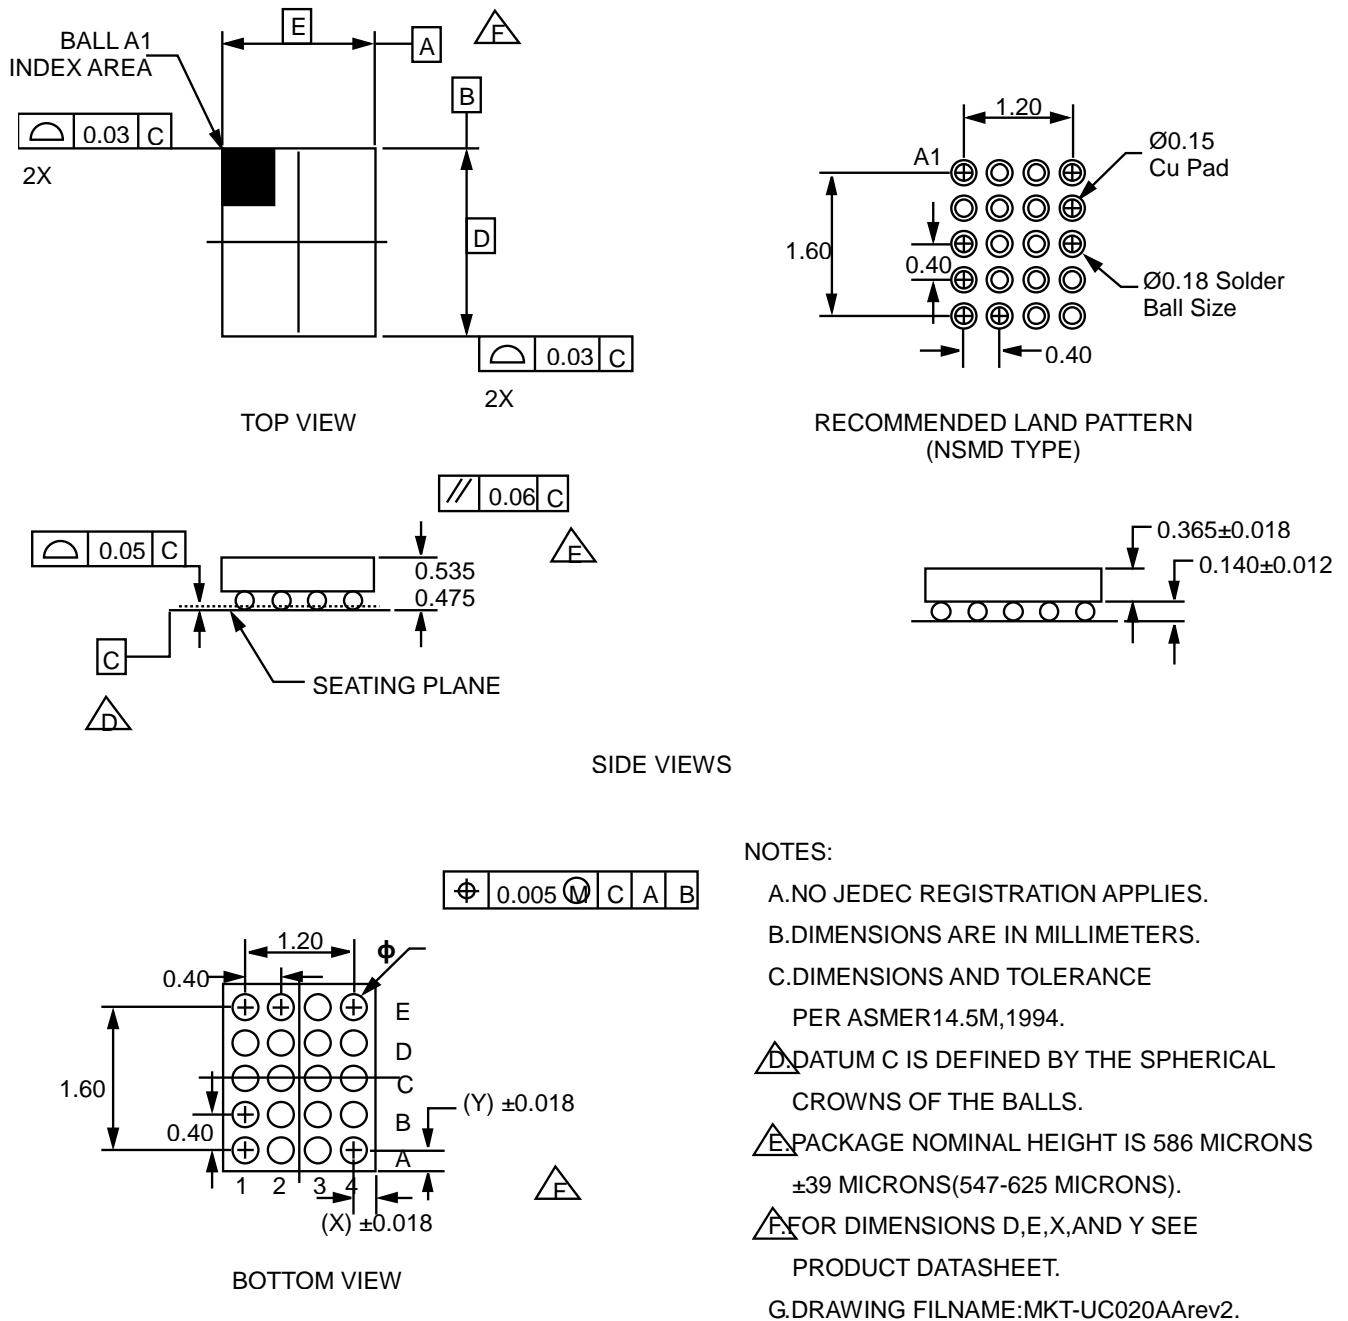 E
F
A
BALL A1
INDEX AREA
B
0.03 C
2X
D
0.03 C
2X
TOP VIEW
1.20
Ø0.15
Cu Pad
A1
1.60
0.40
Ø0.18 Solder
Ball Size
0.40
RECOMMENDED LAND PATTERN
(NSMD TYPE)
// 0.06 C
0.05 C
E
0.535
0.475
C
SEATING PLANE
D
0.365±0.018
0.140±0.012
SIDE VIEWS
⌖ 0.005 Ⓜ C A B
1.20
ϕ
0.40
E
D
C
B
A
1.60
0.40
(Y) ±0.018
1 2 3 4
F
(X) ±0.018
BOTTOM VIEW
NOTES:
A.NO JEDEC REGISTRATION APPLIES.
B.DIMENSIONS ARE IN MILLIMETERS.
C.DIMENSIONS AND TOLERANCE
PER ASMER14.5M,1994.
D.DATUM C IS DEFINED BY THE SPHERICAL
CROWNS OF THE BALLS.
E.PACKAGE NOMINAL HEIGHT IS 586 MICRONS
±39 MICRONS(547-625 MICRONS).
F.FOR DIMENSIONS D,E,X,AND Y SEE
PRODUCT DATASHEET.
G.DRAWING FILNAME:MKT-UC020AArev2.